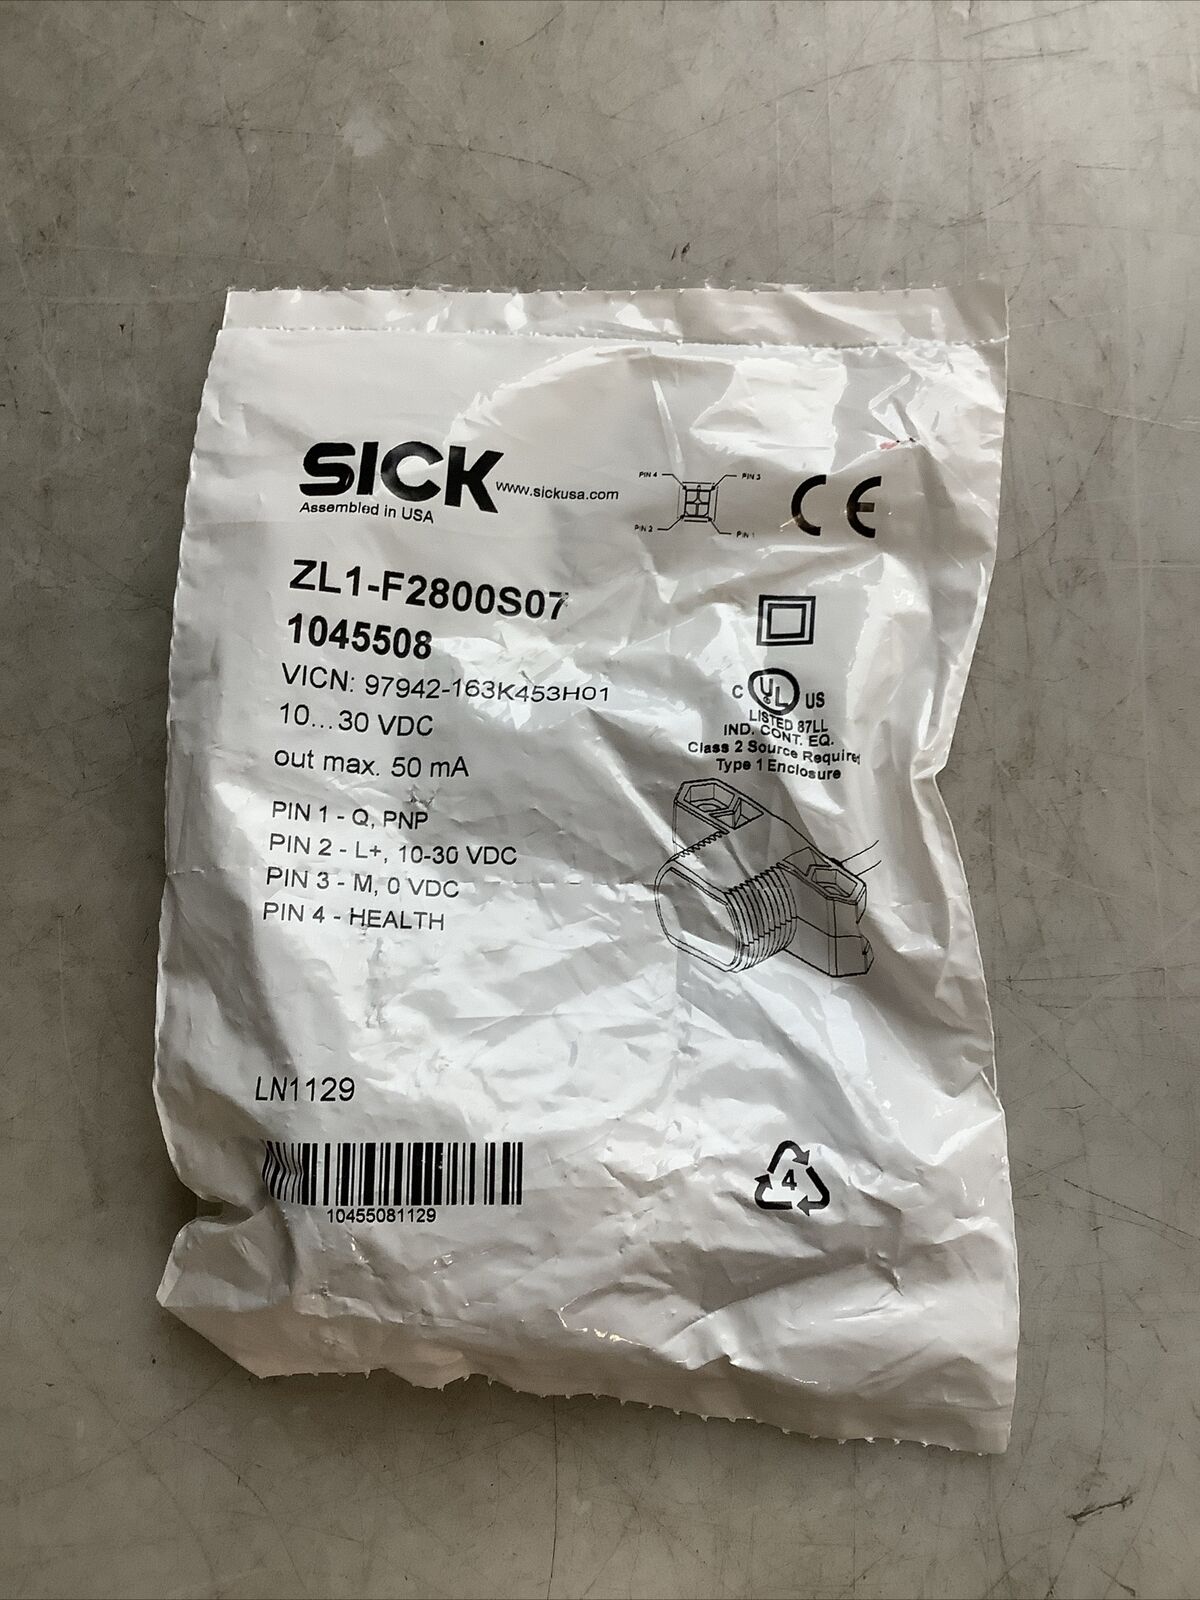 SICK www.sickusa.com
Assembled in USA
PIN 4
PIN 3
PIN 2
PIN 1
CE
ZL1-F2800S07
1045508
VICN: 97942-163K453H01
10...30 VDC
out max. 50 mA
C UL US
LISTED 87LL
IND. CONT. EQ.
Class 2 Source Required
Type 1 Enclosure
PIN 1 - Q, PNP
PIN 2 - L+, 10-30 VDC
PIN 3 - M, 0 VDC
PIN 4 - HEALTH
LN1129
10455081129
4